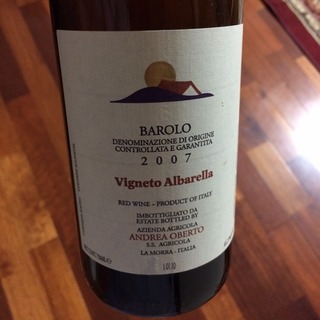 BAROLO
DENOMINAZIONE DI ORIGINE
CONTROLLATA E GARANTITA
2007
Vigneto Albarella
RED WINE - PRODUCT OF ITALY
IMBOTTIGLIATO DA
ESTATE BOTTLED BY
AZIENDA AGRICOLA
ANDREA OBERTO
S.S. AGRICOLA
LA MORRA - ITALIA